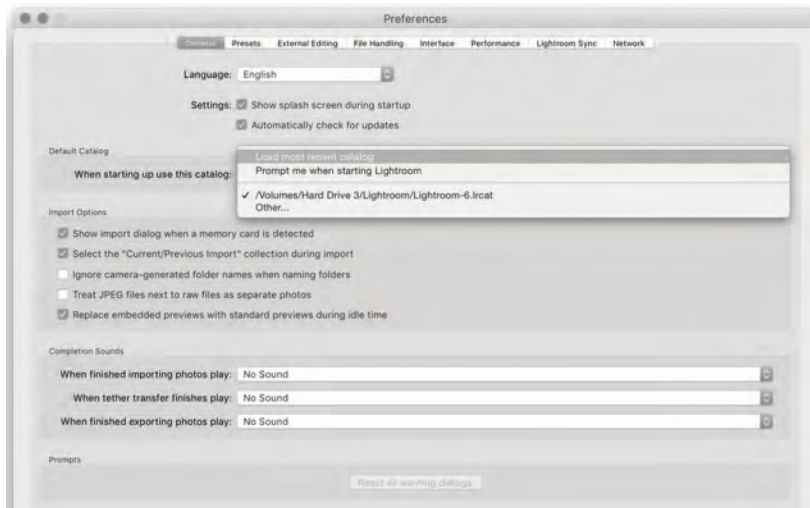 Preferences
General Presets External Editing File Handling Interface Performance Lightroom Sync Network
Language: English
Settings: Show splash screen during startup
Automatically check for updates
Default Catalog
Load most recent catalog
When starting up use this catalog: Prompt me when starting Lightroom
✓ /Volumes/Hard Drive 3/Lightroom/Lightroom-6.lrcat
Other...
Import Options
Show import dialog when a memory card is detected
Select the "Current/Previous Import" collection during import
Ignore camera-generated folder names when naming folders
Treat JPEG files next to raw files as separate photos
Replace embedded previews with standard previews during idle time
Completion Sounds
When finished importing photos play: No Sound
When tether transfer finishes play: No Sound
When finished exporting photos play: No Sound
Prompts
Reset all warning dialogs